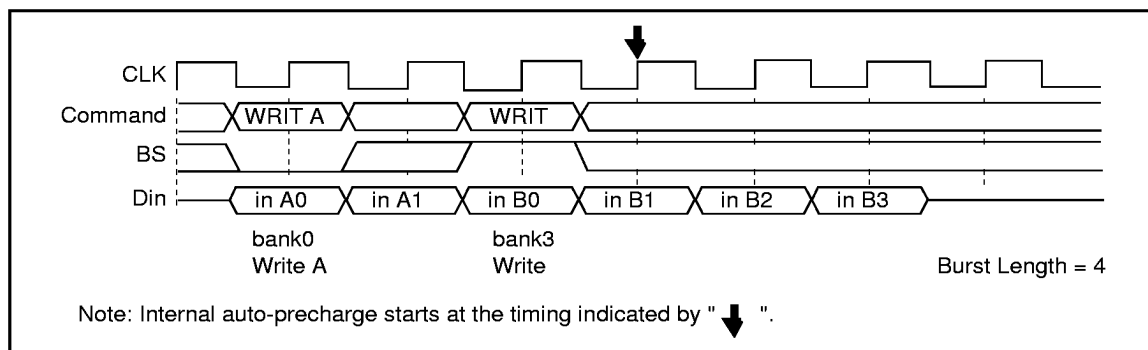 CLK
Command WRIT A WRIT
BS
Din in A0 in A1 in B0 in B1 in B2 in B3
bank0 bank3
Write A Write
Burst Length = 4
Note: Internal auto-precharge starts at the timing indicated by " ".